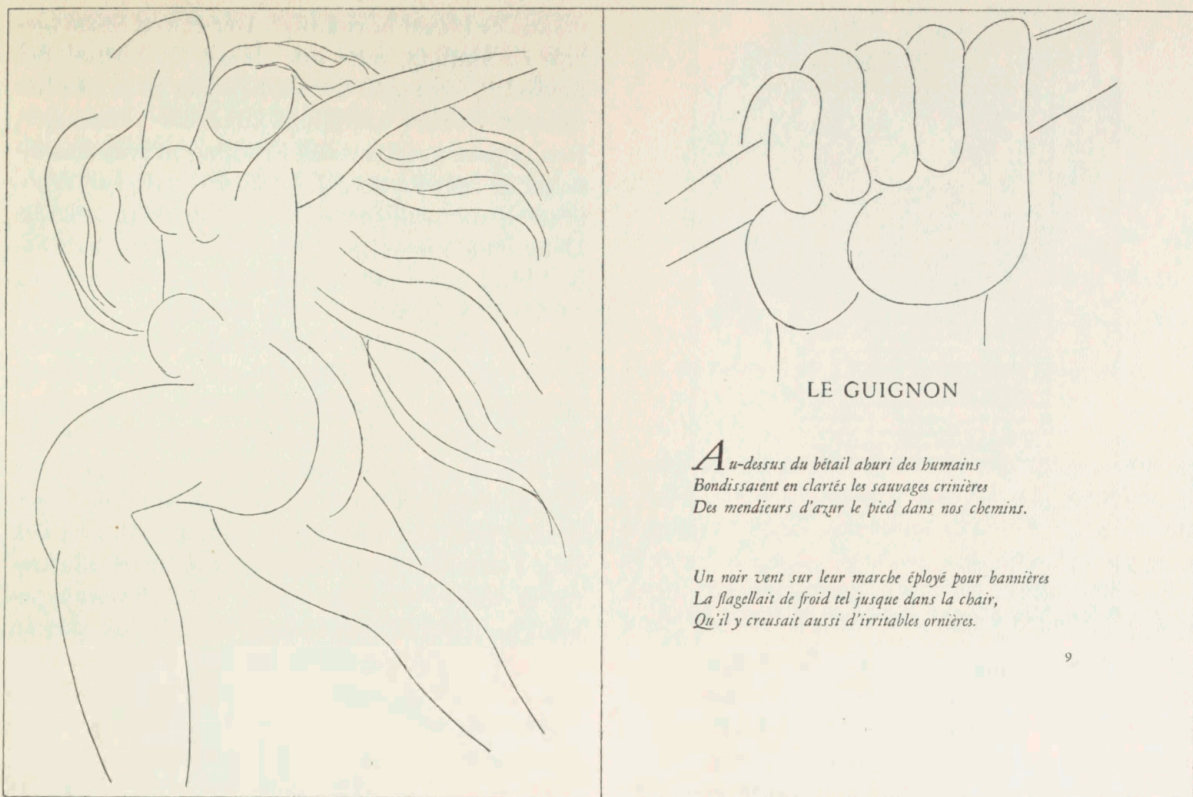 LE GUIGNON
Au-dessus du bétail ahuri des humains
Bondissaient en clartés les sauvages crinières
Des mendieurs d'azur le pied dans nos chemins.
Un noir vent sur leur marche éployé pour bannières
La flagellait de froid tel jusque dans la chair,
Qu'il y creusait aussi d'irritables ornières.
9